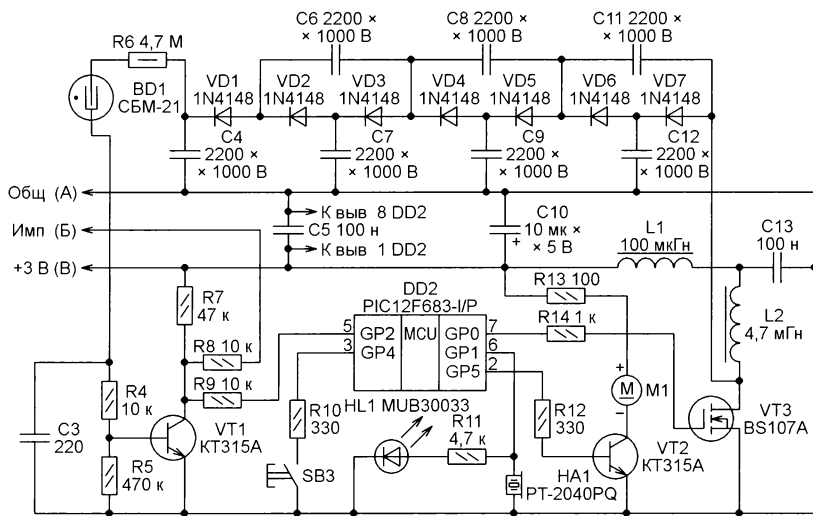 C6 2200 ×
× 1000 В
C8 2200 ×
× 1000 В
C11 2200 ×
× 1000 В
R6 4,7 М
BD1
СБМ-21
VD1
1N4148
VD2
1N4148
VD3
1N4148
VD4
1N4148
VD5
1N4148
VD6
1N4148
VD7
1N4148
C4
2200 ×
× 1000 В
C7
2200 ×
× 1000 В
C9
2200 ×
× 1000 В
C12
2200 ×
× 1000 В
Общ (А)
Имп (Б)
+3 В (В)
К выв 8 DD2
C5 100 н
К выв 1 DD2
C10
10 мк ×
× 5 В
+
L1
100 мкГн
C13
100 н
L2
4,7 мГн
R7
47 к
R8 10 к
R9 10 к
DD2
PIC12F683-I/P
5
3
GP2
GP4
MCU
GP0
GP1
GP5
7
6
2
R13 100
R14 1 к
+
M
M1
–
R4
10 к
C3
220
R5
470 к
VT1
КТ315А
R10
330
SB3
HL1 MUB30033
R11
4,7 к
R12
330
HA1
PT-2040PQ
VT2
КТ315А
VT3
BS107A